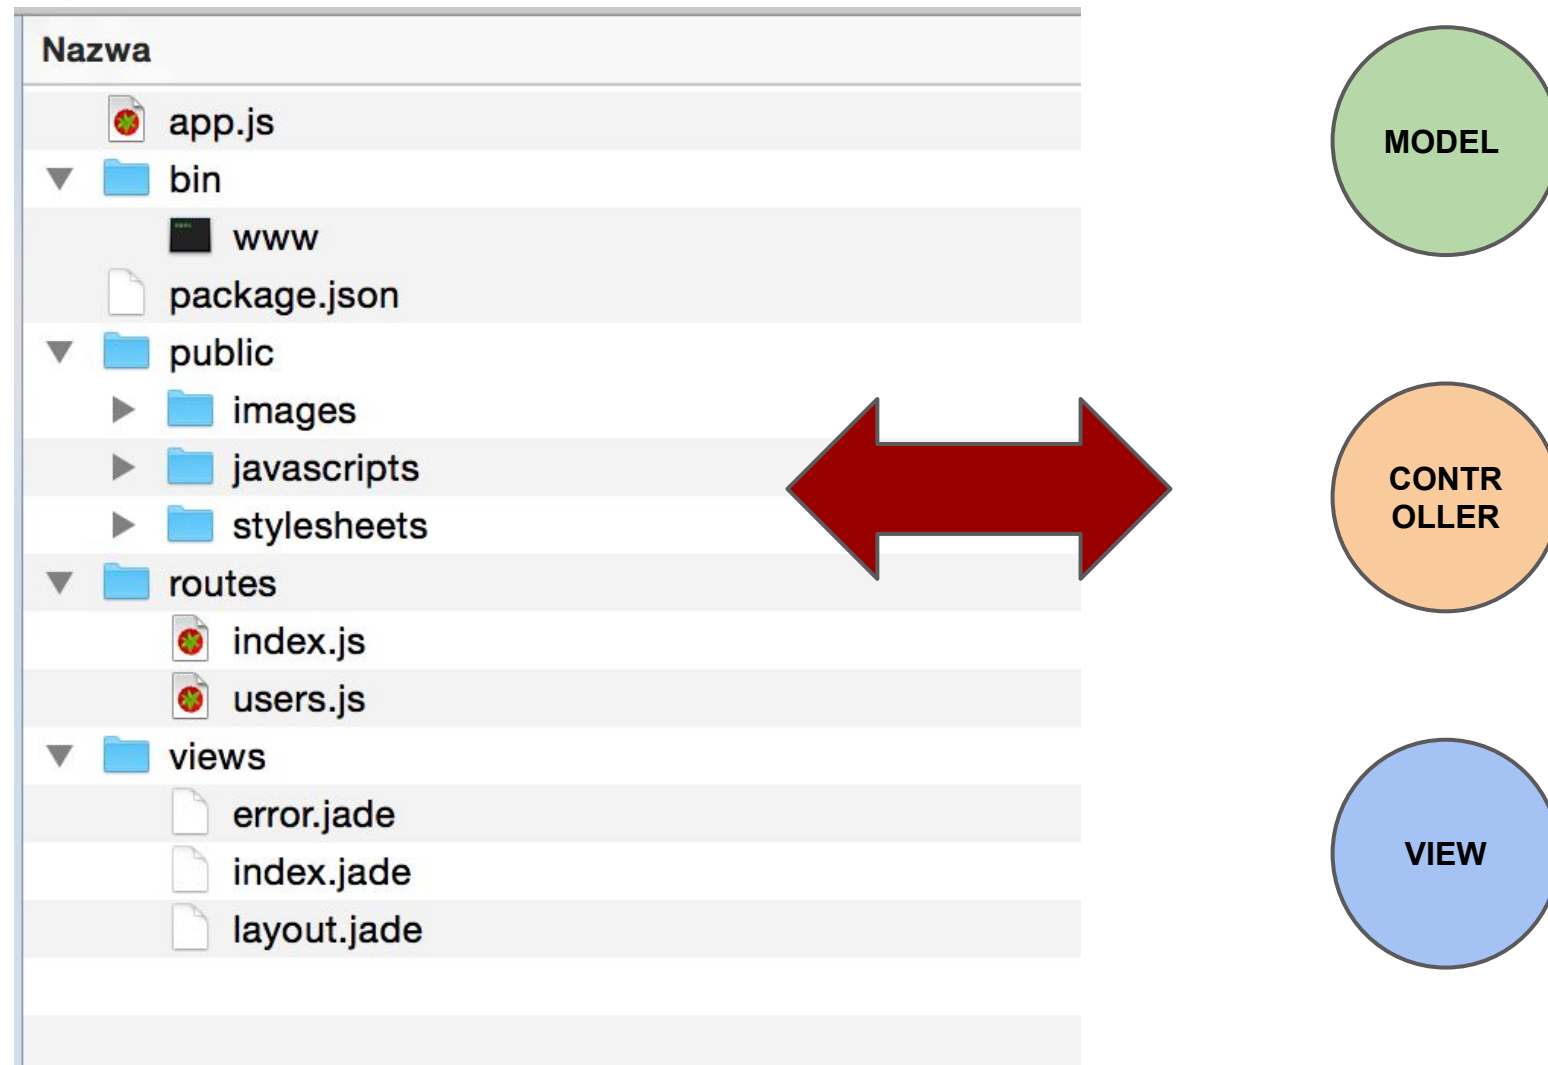 Nazwa
app.js
bin
www
package.json
public
images
javascripts
stylesheets
routes
index.js
users.js
views
error.jade
index.jade
layout.jade
MODEL
CONTR
OLLER
VIEW